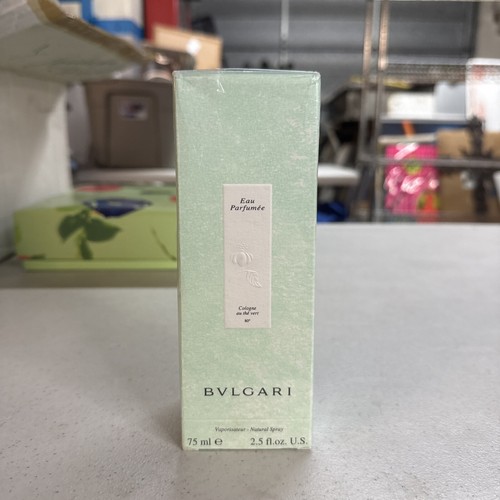 Eau
Parfumée
Cologne
au thé vert
BVLGARI
Vaporisateur - Natural Spray
75 ml ℮ 2.5 fl.oz. U.S.